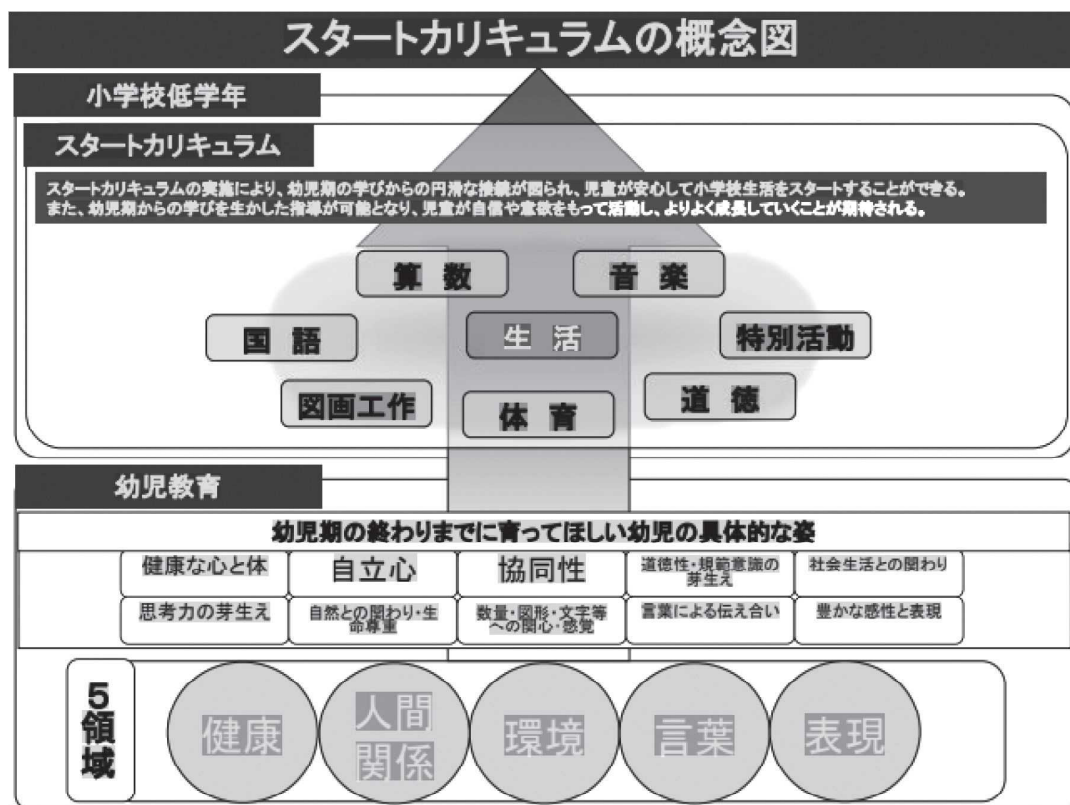 スタートカリキュラムの概念図
小学校低学年
スタートカリキュラム
スタートカリキュラムの実施により、幼児期の学びからの円滑な接続が図られ、児童が安心して小学校生活をスタートすることができる。
また、幼児期からの学びを生かした指導が可能となり、児童が自信や意欲をもって活動し、よりよく成長していくことが期待される。
算 数
音 楽
国 語
生 活
特別活動
図画工作
体 育
道 徳
幼児教育
幼児期の終わりまでに育ってほしい幼児の具体的な姿
健康な心と体
自立心
協同性
道徳性・規範意識の
芽生え
社会生活との関わり
思考力の芽生え
自然との関わり・生
命尊重
数量・図形・文字等
への関心・感覚
言葉による伝え合い
豊かな感性と表現
5領域
健康
人間
関係
環境
言葉
表現